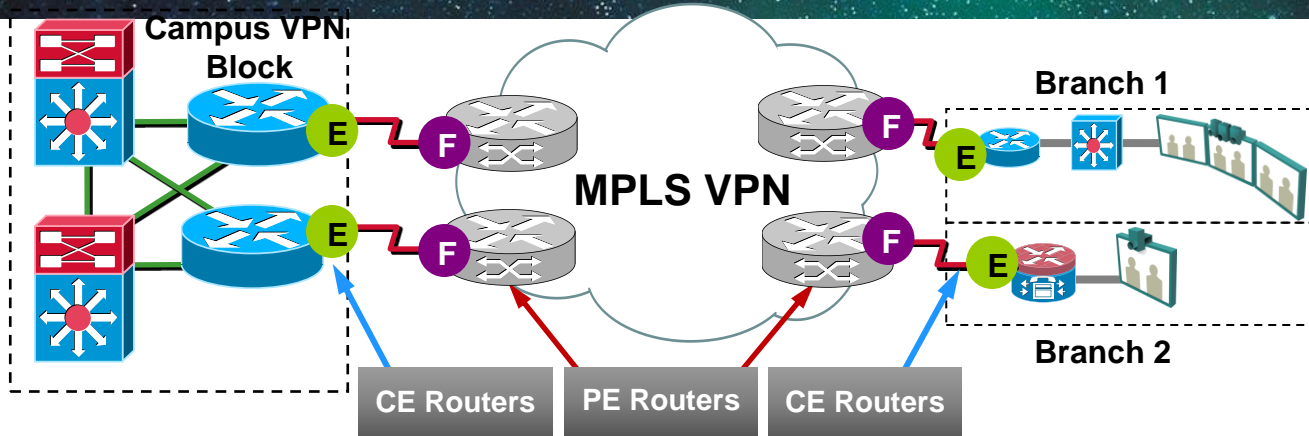 Campus VPN
Block
E
F
E
F
MPLS VPN
F
E
F
E
Branch 1
Branch 2
CE Routers
PE Routers
CE Routers